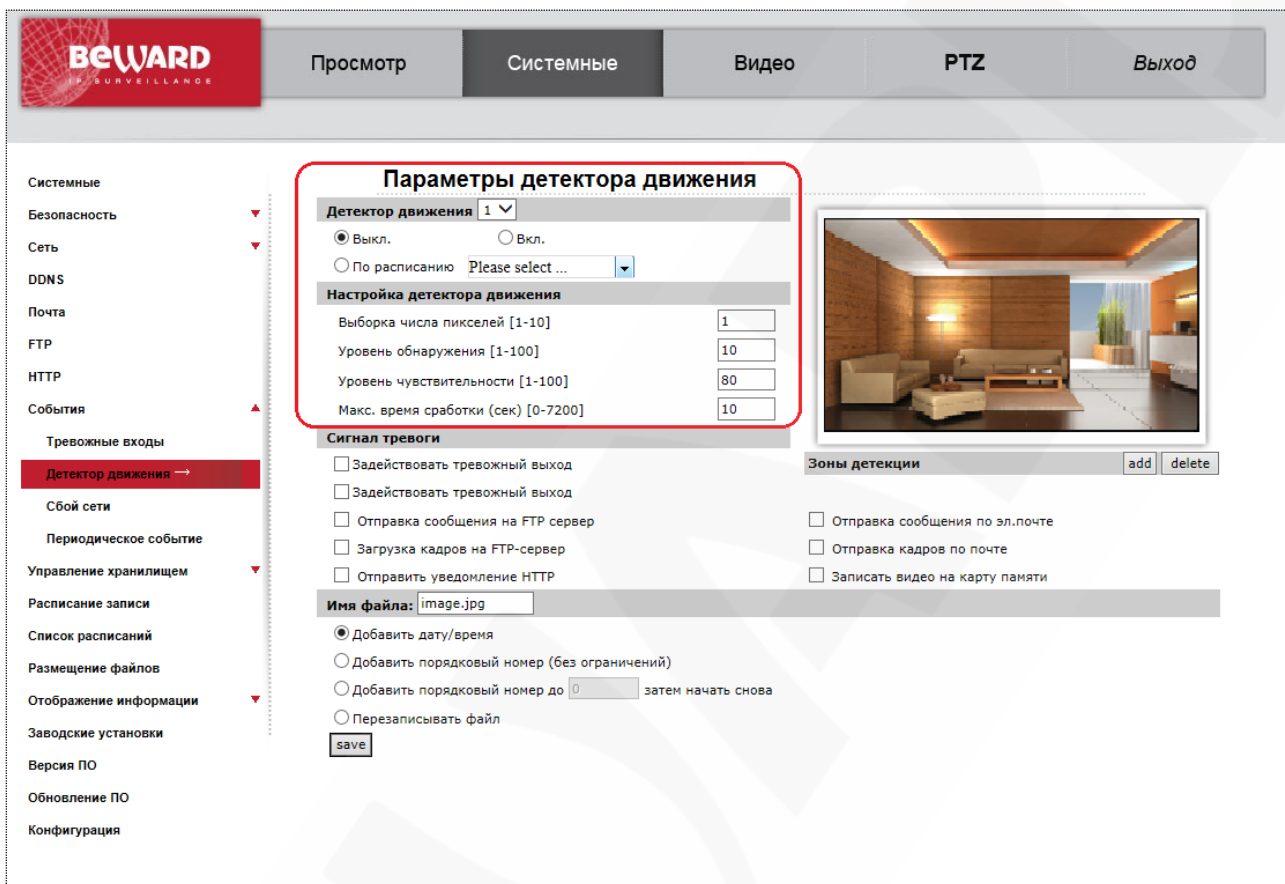 BEWARD
IP SURVEILLANCE
Просмотр
Системные
Видео
PTZ
Выход
Системные
Безопасность
Сеть
DDNS
Почта
FTP
HTTP
События
Тревожные входы
Детектор движения →
Сбой сети
Периодическое событие
Управление хранилищем
Расписание записи
Список расписаний
Размещение файлов
Отображение информации
Заводские установки
Версия ПО
Обновление ПО
Конфигурация
Параметры детектора движения
Детектор движения 1
Выкл. Вкл.
По расписанию Please select ...
Настройка детектора движения
Выборка числа пикселей [1-10] 1
Уровень обнаружения [1-100] 10
Уровень чувствительности [1-100] 80
Макс. время сработки (сек) [0-7200] 10
Сигнал тревоги
Задействовать тревожный выход
Зоны детекции add delete
Задействовать тревожный выход
Отправка сообщения на FTP сервер
Отправка сообщения по эл.почте
Загрузка кадров на FTP-сервер
Отправка кадров по почте
Отправить уведомление HTTP
Записать видео на карту памяти
Имя файла: image.jpg
Добавить дату/время
Добавить порядковый номер (без ограничений)
Добавить порядковый номер до 0 затем начать снова
Перезаписывать файл
save